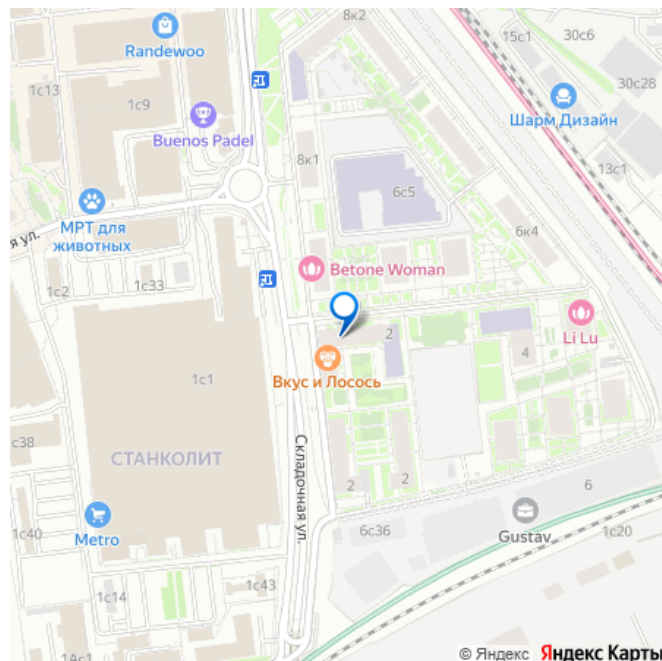 8к2
15с1
30с6
Randewoo
1с13
30с28
1с9
Шарм Дизайн
Buenos Padel
8к1
13с1
6с5
МРТ для
животных
ая ул.
6к4
Betone Woman
1с2
1с33
Li Lu
2
4
Вкус и Лосось
1с1
с38
СТАНКОЛИТ
Складочная ул.
2
2
6
Metro
1с40
6с36
Gustav
1с20
1с43
1с14
1Ас1
© Яндекс Яндекс Карты